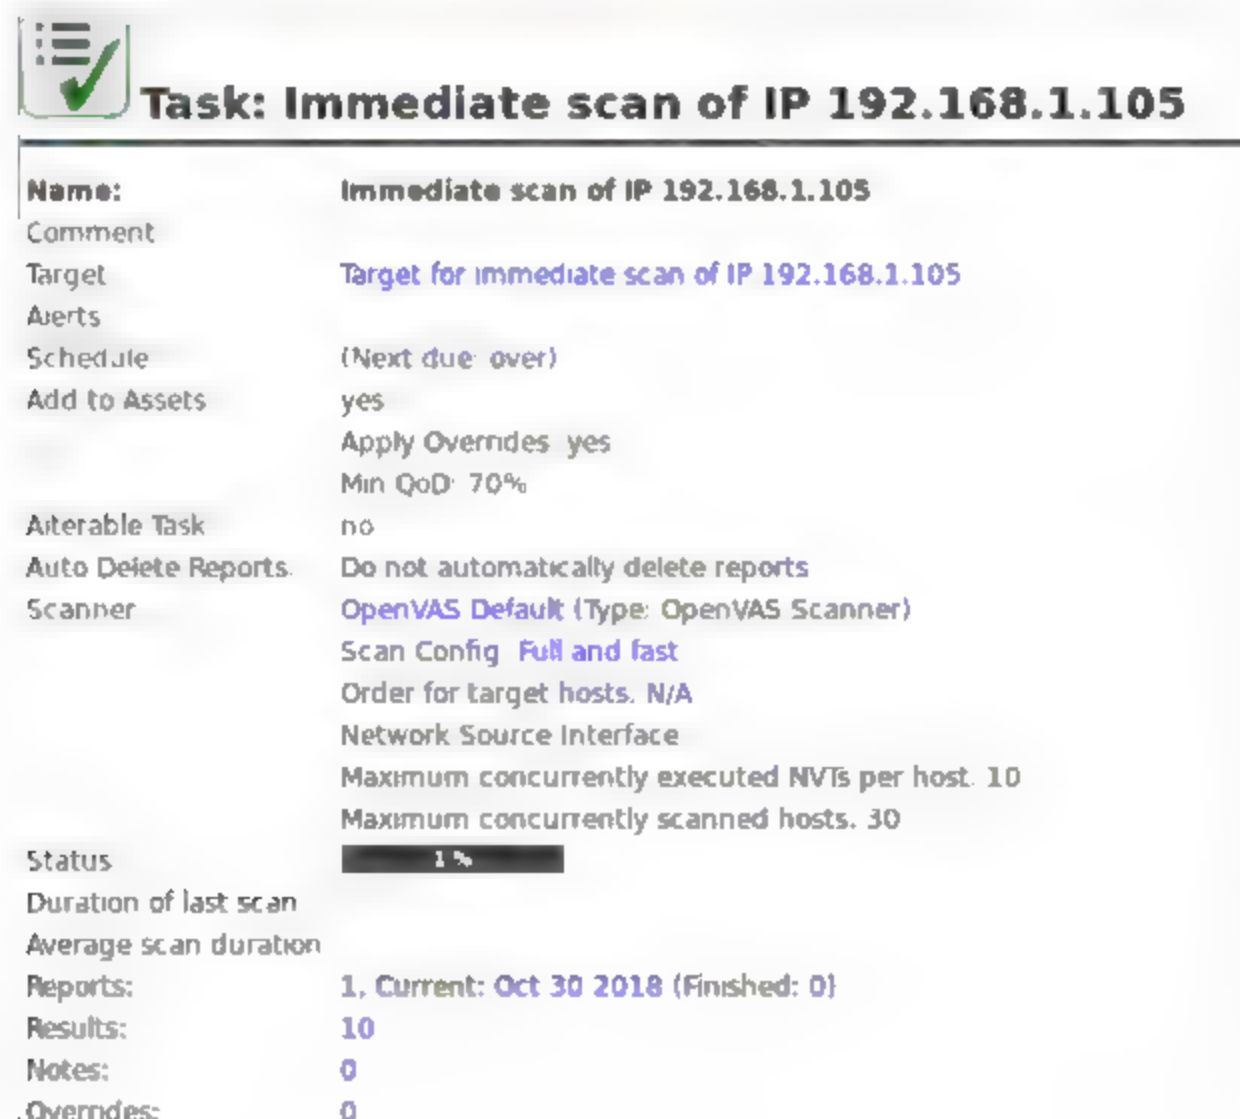 Task: Immediate scan of IP 192.168.1.105
Name: Immediate scan of IP 192.168.1.105
Comment
Target Target for immediate scan of IP 192.168.1.105
Alerts
Schedule (Next due: over)
Add to Assets yes
Apply Overrides yes
Min QoD: 70%
Alterable Task no
Auto Delete Reports Do not automatically delete reports
Scanner OpenVAS Default (Type: OpenVAS Scanner)
Scan Config Full and fast
Order for target hosts. N/A
Network Source Interface
Maximum concurrently executed NVTs per host. 10
Maximum concurrently scanned hosts. 30
Status 1 %
Duration of last scan
Average scan duration
Reports: 1, Current: Oct 30 2018 (Finished: 0)
Results: 10
Notes: 0
Overrides: 0